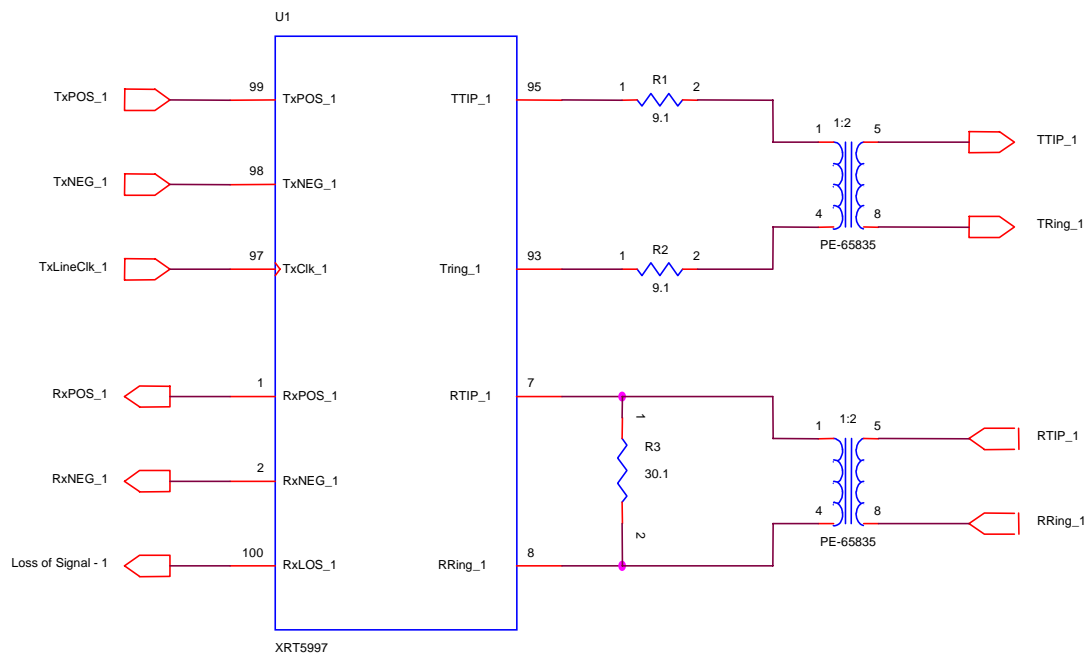 U1
TxPOS_1
99
TxPOS_1
TTIP_1
95
1
R1
2
9.1
1:2
1
5
TTIP_1
TxNEG_1
98
TxNEG_1
4
8
TRing_1
PE-65835
TxLineClk_1
97
TxClk_1
Tring_1
93
1
R2
2
9.1
RxPOS_1
1
RxPOS_1
RTIP_1
7
1
R3
30.1
2
1:2
1
5
RTIP_1
RxNEG_1
2
RxNEG_1
4
8
RRing_1
PE-65835
Loss of Signal - 1
100
RxLOS_1
RRing_1
8
XRT5997